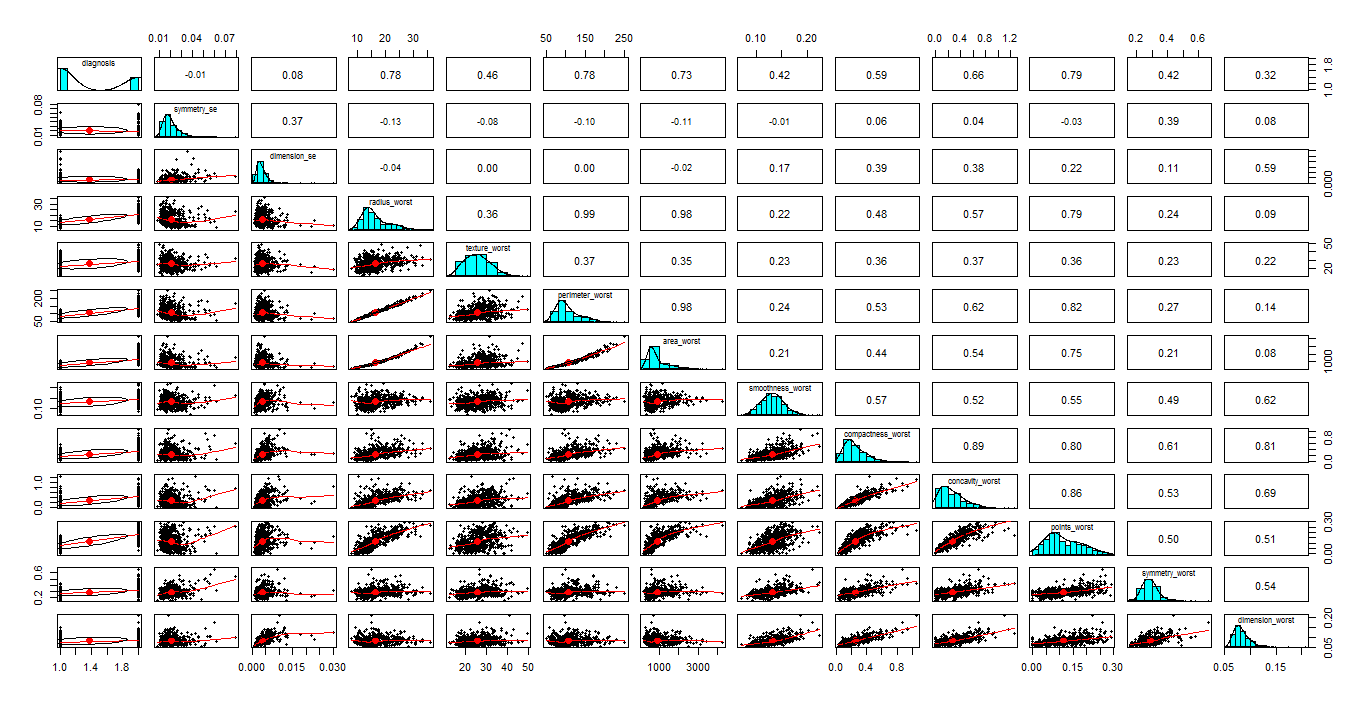 0.01 0.04 0.07 10 20 30 50 150 250 0.10 0.20 0.0 0.4 0.8 1.2 0.2 0.4 0.6
diagnosis -0.01 0.08 0.78 0.46 0.78 0.73 0.42 0.59 0.66 0.79 0.42 0.32 1.0 1.8
0.01 0.08 symmetry_se 0.37 -0.13 -0.08 -0.10 -0.11 -0.01 0.06 0.04 -0.03 0.39 0.08
dimension_se -0.04 0.00 0.00 -0.02 0.17 0.39 0.38 0.22 0.11 0.59 0.000
10 30 radius_worst 0.36 0.99 0.98 0.22 0.48 0.57 0.79 0.24 0.09
texture_worst 0.37 0.35 0.23 0.36 0.37 0.36 0.23 0.22 20 50
50 200 perimeter_worst 0.98 0.24 0.53 0.62 0.82 0.27 0.14
area_worst 0.21 0.44 0.54 0.75 0.21 0.08 1000
0.10 smoothness_worst 0.57 0.52 0.55 0.49 0.62
compactness_worst 0.89 0.80 0.61 0.81 0.0 0.8
0.0 1.0 concavity_worst 0.86 0.53 0.69
points_worst 0.50 0.51 0.00 0.30
0.2 0.6 symmetry_worst 0.54
dimension_worst 0.05 0.20
1.0 1.4 1.8 0.000 0.015 0.030 20 30 40 50 1000 3000 0.0 0.2 0.4 0.8 0.00 0.15 0.30 0.05 0.15